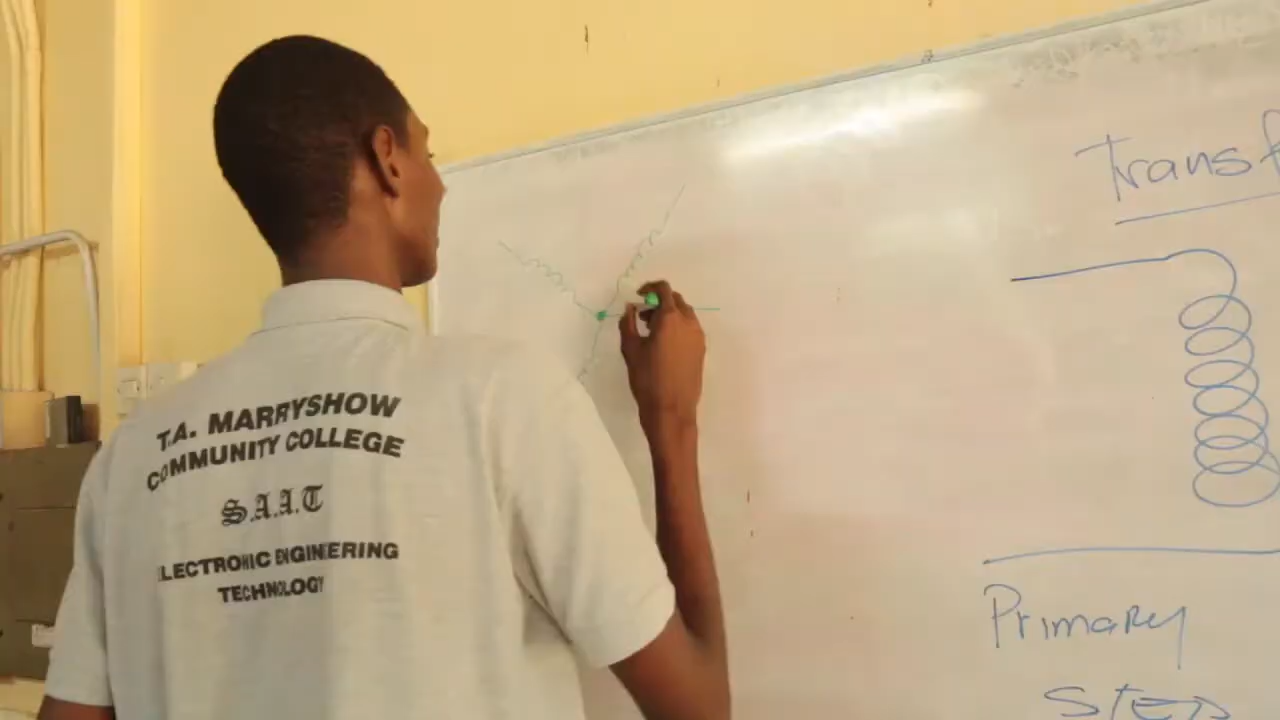 T.A. MARRYSHOW
COMMUNITY COLLEGE
S.A.A.T
ELECTRONIC ENGINEERING
TECHNOLOGY
Transf
Primary
Step